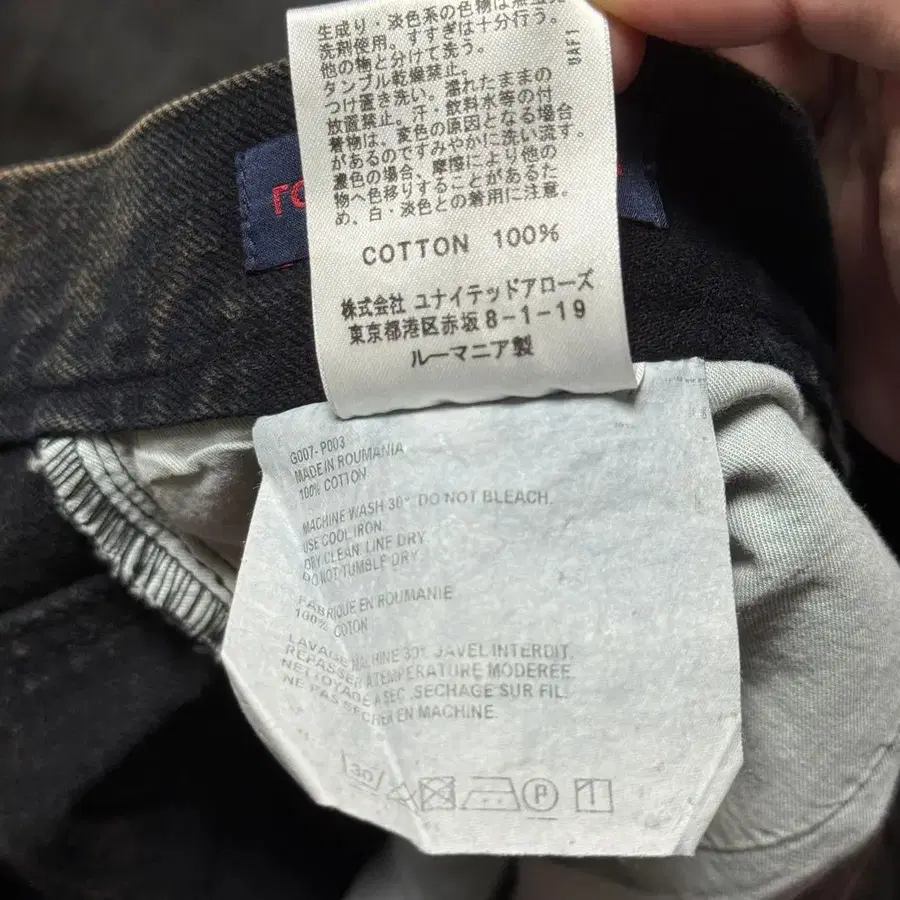 生成り・淡色系の色物は無蛍光
洗剤使用。すすぎは十分行う。
他の物と分けて洗う。
タンブル乾燥禁止。
つけ置き洗い。濡れたままの
放置禁止。汗・飲料水等の付
着物は、変色の原因となる場合
があるのですみやかに洗い流す。
濃色の場合、摩擦により他の
物へ色移りすることがあるた
め、白・淡色との着用に注意。
UAF1
COTTON 100%
株式会社 ユナイテッドアローズ
東京都港区赤坂8-1-19
ルーマニア製
G007-P003
MADE IN ROUMANIA
100% COTTON
MACHINE WASH 30° DO NOT BLEACH.
USE COOL IRON.
DRY CLEAN. LINE DRY
DO NOT TUMBLE DRY
FABRIQUE EN ROUMANIE
100% COTON
LAVAGE MACHINE 30° JAVEL INTERDIT.
REPASSER A TEMPERATURE MODEREE.
NETTOYAGE A SEC .SECHAGE SUR FIL.
NE PAS SECHER EN MACHINE.
30 P